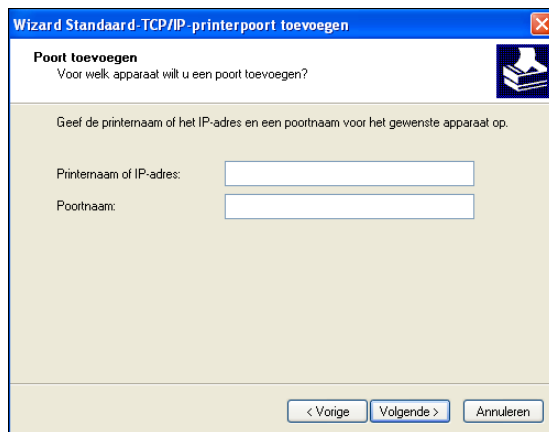 Wizard Standaard-TCP/IP-printerpoort toevoegen
Poort toevoegen
Voor welk apparaat wilt u een poort toevoegen?
Geef de printernaam of het IP-adres en een poortnaam voor het gewenste apparaat op.
Printernaam of IP-adres:
Poortnaam:
< Vorige
Volgende >
Annuleren